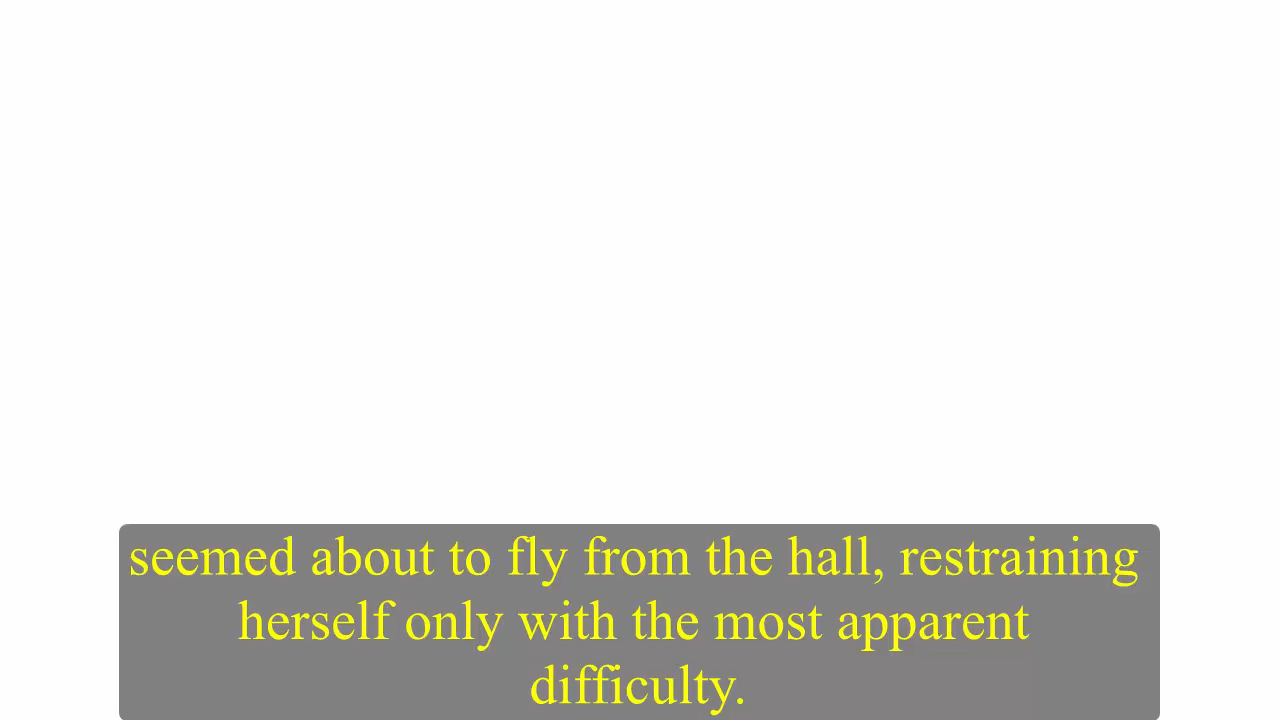 seemed about to fly from the hall, restraining
herself only with the most apparent
difficulty.